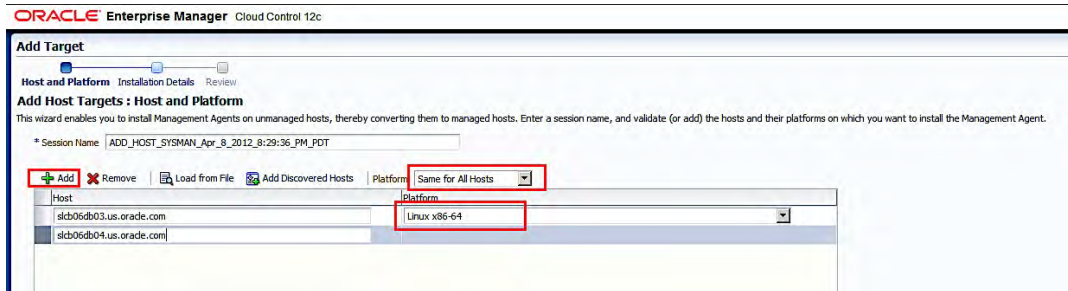 ORACLE Enterprise Manager Cloud Control 12c
Add Target
Host and Platform Installation Details Review
Add Host Targets : Host and Platform
This wizard enables you to install Management Agents on unmanaged hosts, thereby converting them to managed hosts. Enter a session name, and validate (or add) the hosts and their platforms on which you want to install the Management Agent.
* Session Name ADD_HOST_SYSMAN_Apr_8_2012_8:29:36_PM_PDT
Add Remove Load from File Add Discovered Hosts Platform Same for All Hosts
Host Platform
slcb06db03.us.oracle.com Linux x86-64
slcb06db04.us.oracle.com